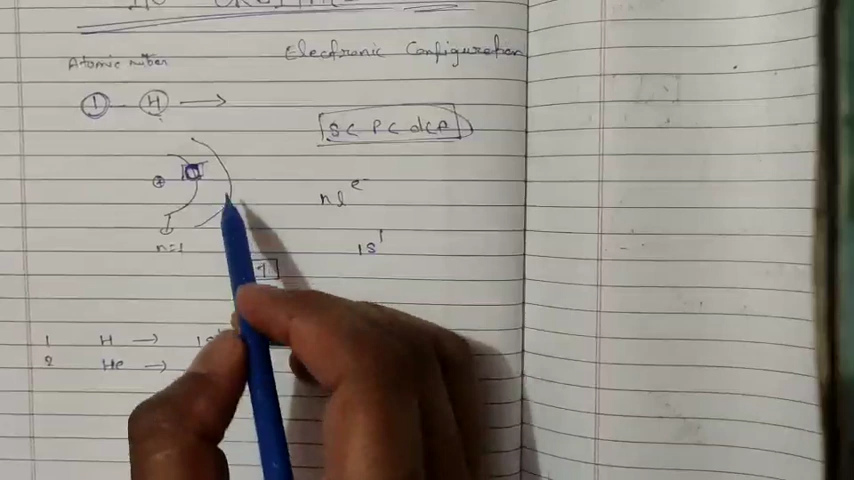 Electronic Configuration
Atomic number
1 - H →
S < P < d < f
+
n l e-
n=1
1s1
1
1 H → 1s
2 He →